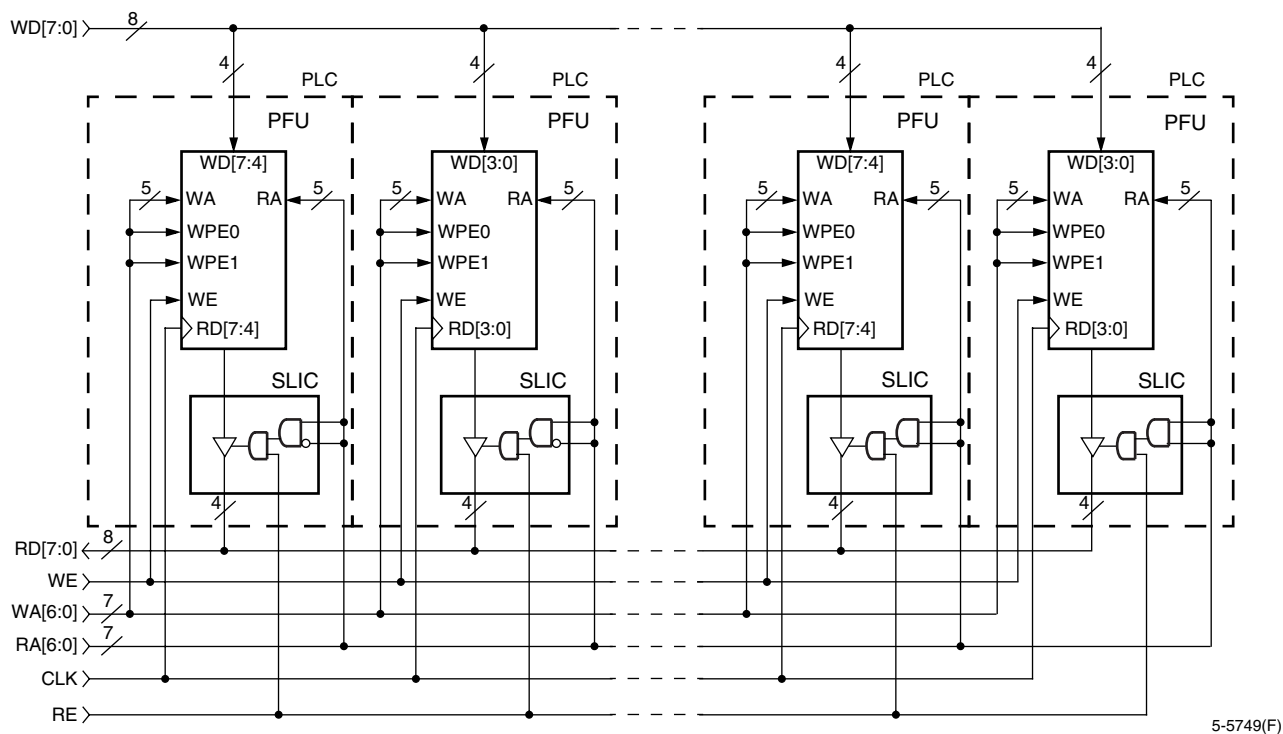 WD[7:0] 8
4 4 4 4
PLC PLC PLC PLC
PFU PFU PFU PFU
WD[7:4] WD[3:0] WD[7:4] WD[3:0]
5 WA RA 5 5 WA RA 5 5 WA RA 5 5 WA RA 5
WPE0 WPE0 WPE0 WPE0
WPE1 WPE1 WPE1 WPE1
WE WE WE WE
RD[7:4] RD[3:0] RD[7:4] RD[3:0]
SLIC SLIC SLIC SLIC
4 4 4 4
RD[7:0] 8
WE
WA[6:0] 7
RA[6:0] 7
CLK
RE
5-5749(F)